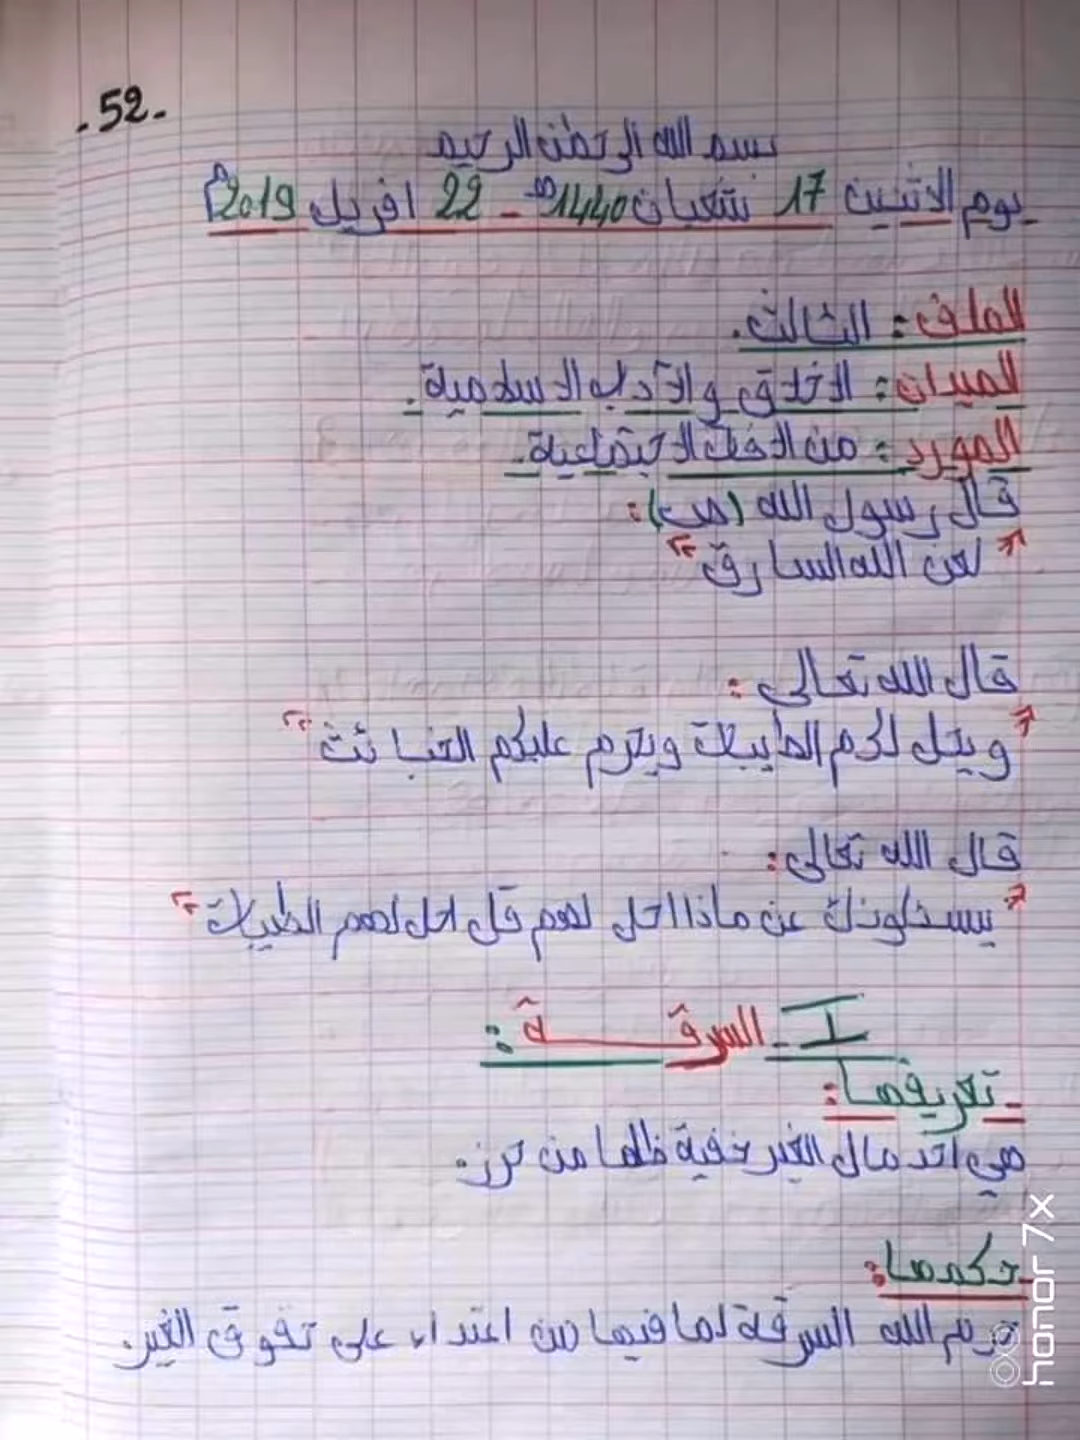 - 52 -
بسم الله الرحمن الرحيم
يوم الاثنين 17 شعبان 1440هـ - 22 افريل 2019م
الملف: الثالث.
الميدان: الاخلاق والآداب الاسلامية.
المورد: من الآفات الاجتماعية.
قال رسول الله (ص):
"لعن الله السارق"
قال الله تعالى:
"ويحل لكم الطيبات ويحرم عليكم الخبائث"
قال الله تعالى:
"يسئلونك عن ماذا احل لهم قل احل لهم الطيبات"
I - السرقة:
- تعريفها:
هي اخد مال الغير خفية ظلما من حرز.
- حكمها:
حرم الله السرقة لما فيها من اعتداء على حقوق الغير.
honor 7x